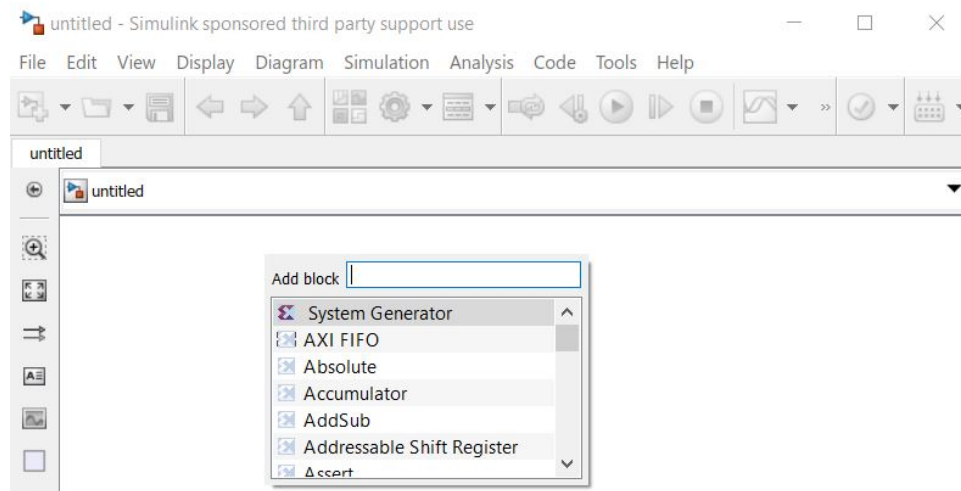 untitled - Simulink sponsored third party support use
File Edit View Display Diagram Simulation Analysis Code Tools Help
untitled
untitled
Add block
System Generator
AXI FIFO
Absolute
Accumulator
AddSub
Addressable Shift Register
Assert